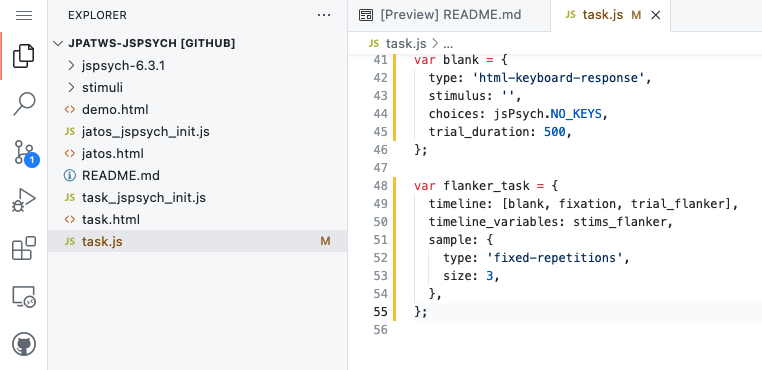 EXPLORER ···
JPATWS-JSPSYCH [GITHUB]
jspsych-6.3.1
stimuli
demo.html
JS jatos_jspsych_init.js
jatos.html
README.md
JS task_jspsych_init.js
task.html
JS task.js M
1
[Preview] README.md JS task.js M
JS task.js > ...
41 var blank = {
42 type: 'html-keyboard-response',
43 stimulus: '',
44 choices: jsPsych.NO_KEYS,
45 trial_duration: 500,
46 };
47
48 var flanker_task = {
49 timeline: [blank, fixation, trial_flanker],
50 timeline_variables: stims_flanker,
51 sample: {
52 type: 'fixed-repetitions',
53 size: 3,
54 },
55 };
56